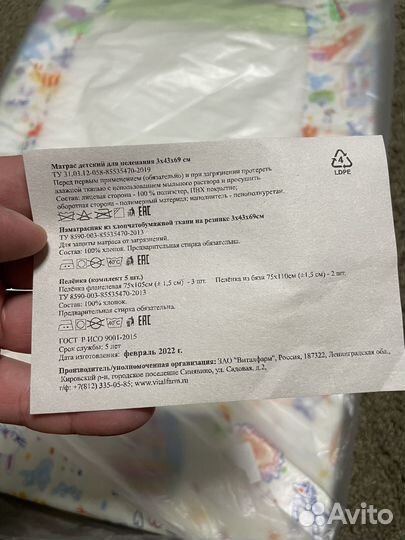 Матрас детский для пеленания 3х43х69 см
ТУ 31.03.12-058-85535470-2019
Перед первым применением (обязательно) и при загрязнении протереть
влажной тканью с использованием мыльного раствора и просушить.
Состав: лицевая сторона - 100 % полиэстер, ПВХ покрытие;
оборотная сторона - полимерный материал; наполнитель - пенополиуретан.
EAC
Наматрасник из хлопчатобумажной ткани на резинке 3х43х69см
ТУ 8590-003-85535470-2013
Для защиты матраса от загрязнений.
Состав: 100% хлопок. Предварительная стирка обязательна.
40°C EAC
Пелёнка (комплект 5 шт.)
Пелёнка фланелевая 75х105см (± 1,5 см) - 3 шт. Пелёнка из бязи 75х110см (±1,5 см) - 2 шт.
ТУ 8590-003-85535470-2013
Состав: 100% хлопок.
Предварительная стирка обязательна.
40°C EAC
ГОСТ Р ИСО 9001-2015
Срок службы: 5 лет
Дата изготовления: февраль 2022 г.
Производитель/уполномоченная организация: ЗАО "Виталфарм", Россия, 187322, Ленинградская обл.,
Кировский р-н, городское поселение Синявино, ул. Садовая, д.2,
т/ф: +7(812) 335-05-85; www.vitalfarm.ru
4
LDPE
Avito